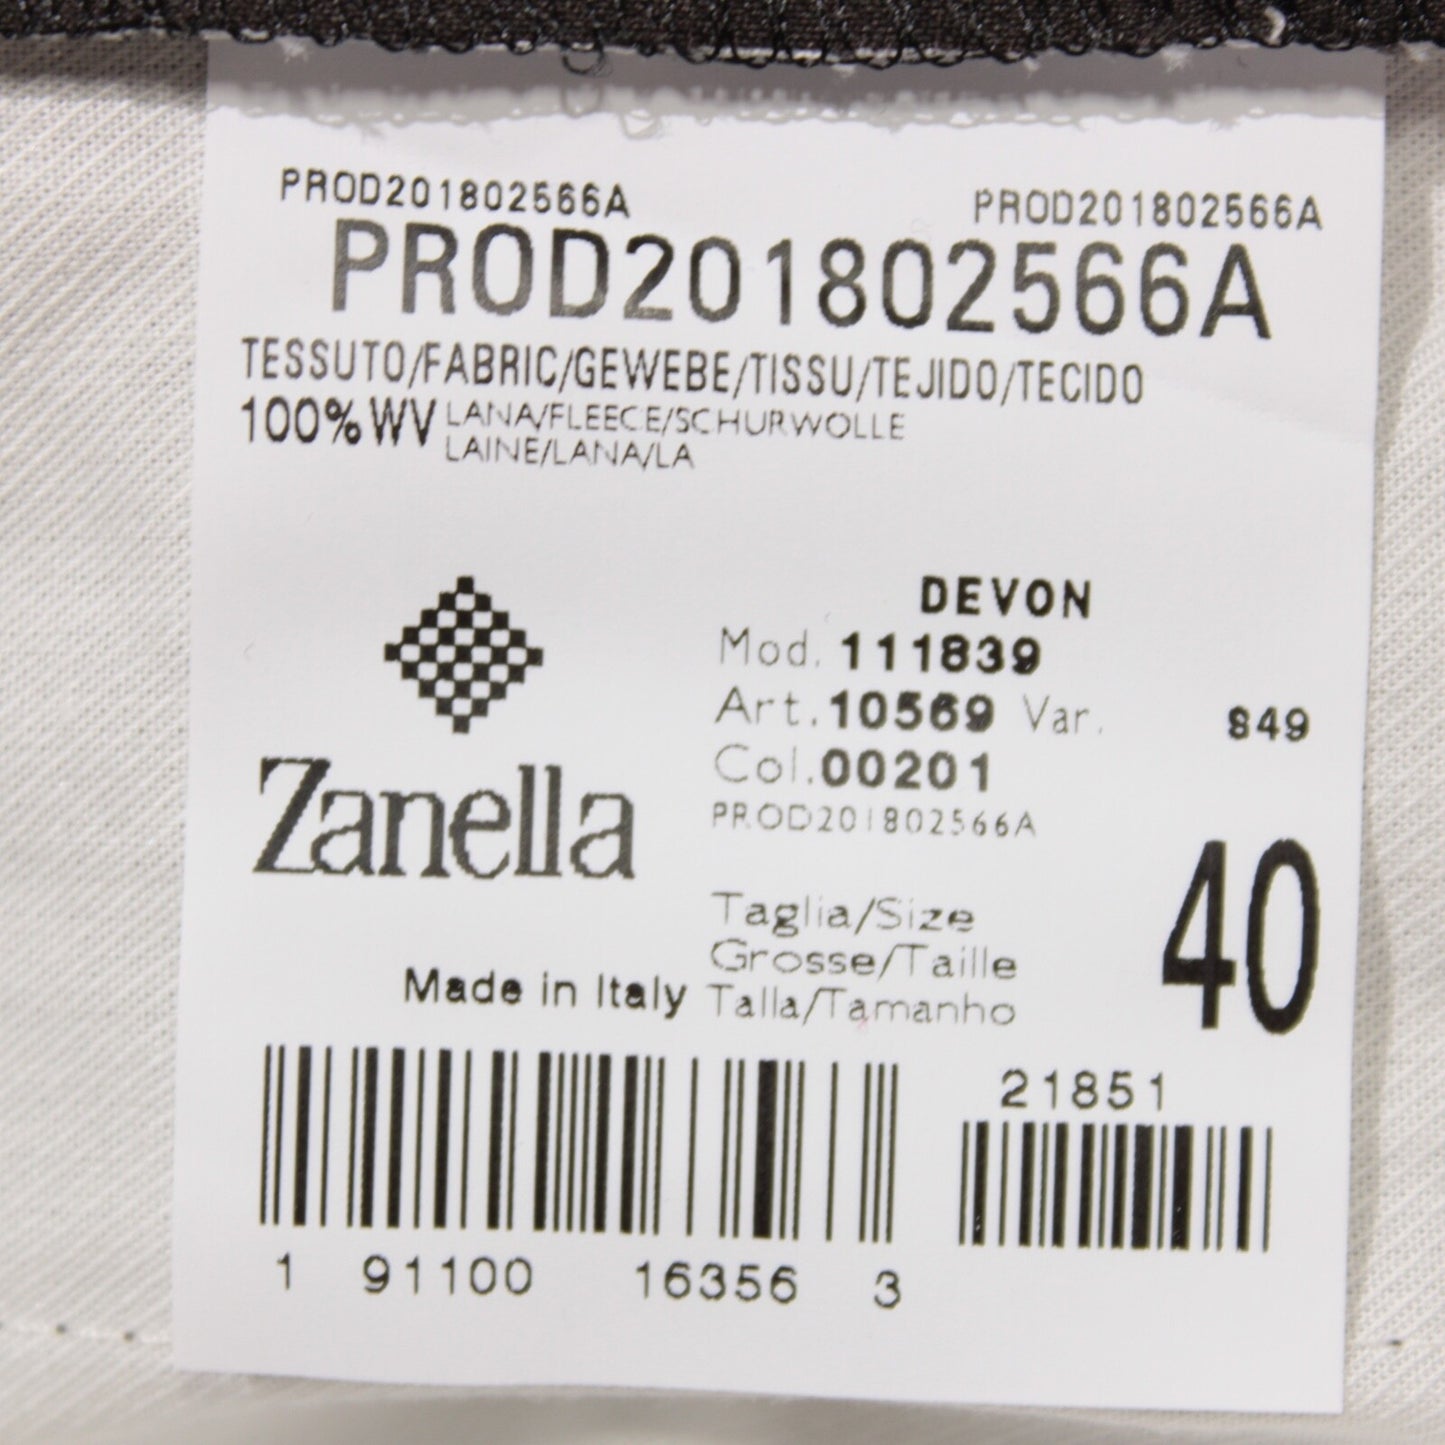 PROD201802566A PROD201802566A
PROD201802566A
TESSUTO/FABRIC/GEWEBE/TISSU/TEJIDO/TECIDO
100% WV LANA/FLEECE/SCHURWOLLE
LAINE/LANA/LA
DEVON
Mod. 111839
Art. 10569 Var. 849
Col. 00201
PROD201802566A
Zanella
Taglia/Size
Grosse/Taille
Talla/Tamanho
40
Made in Italy
21851
1 91100 16356 3